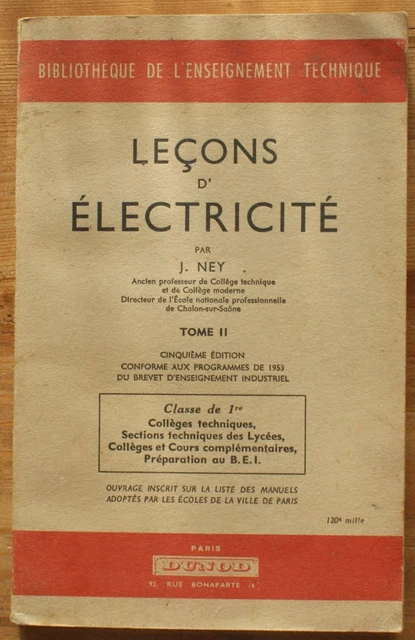 BIBLIOTHÈQUE DE L'ENSEIGNEMENT TECHNIQUE
LEÇONS
D'
ÉLECTRICITÉ
PAR
J. NEY
Ancien professeur de Collège technique
et de Collège moderne
Directeur de l'École nationale professionnelle
de Chalon-sur-Saône
TOME II
CINQUIÈME ÉDITION
CONFORME AUX PROGRAMMES DE 1953
DU BREVET D'ENSEIGNEMENT INDUSTRIEL
Classe de 1re
Collèges techniques,
Sections techniques des Lycées,
Collèges et Cours complémentaires,
Préparation au B.E.I.
OUVRAGE INSCRIT SUR LA LISTE DES MANUELS
ADOPTÉS PAR LES ÉCOLES DE LA VILLE DE PARIS
120e mille
PARIS
DUNOD
92, RUE BONAPARTE (6e)